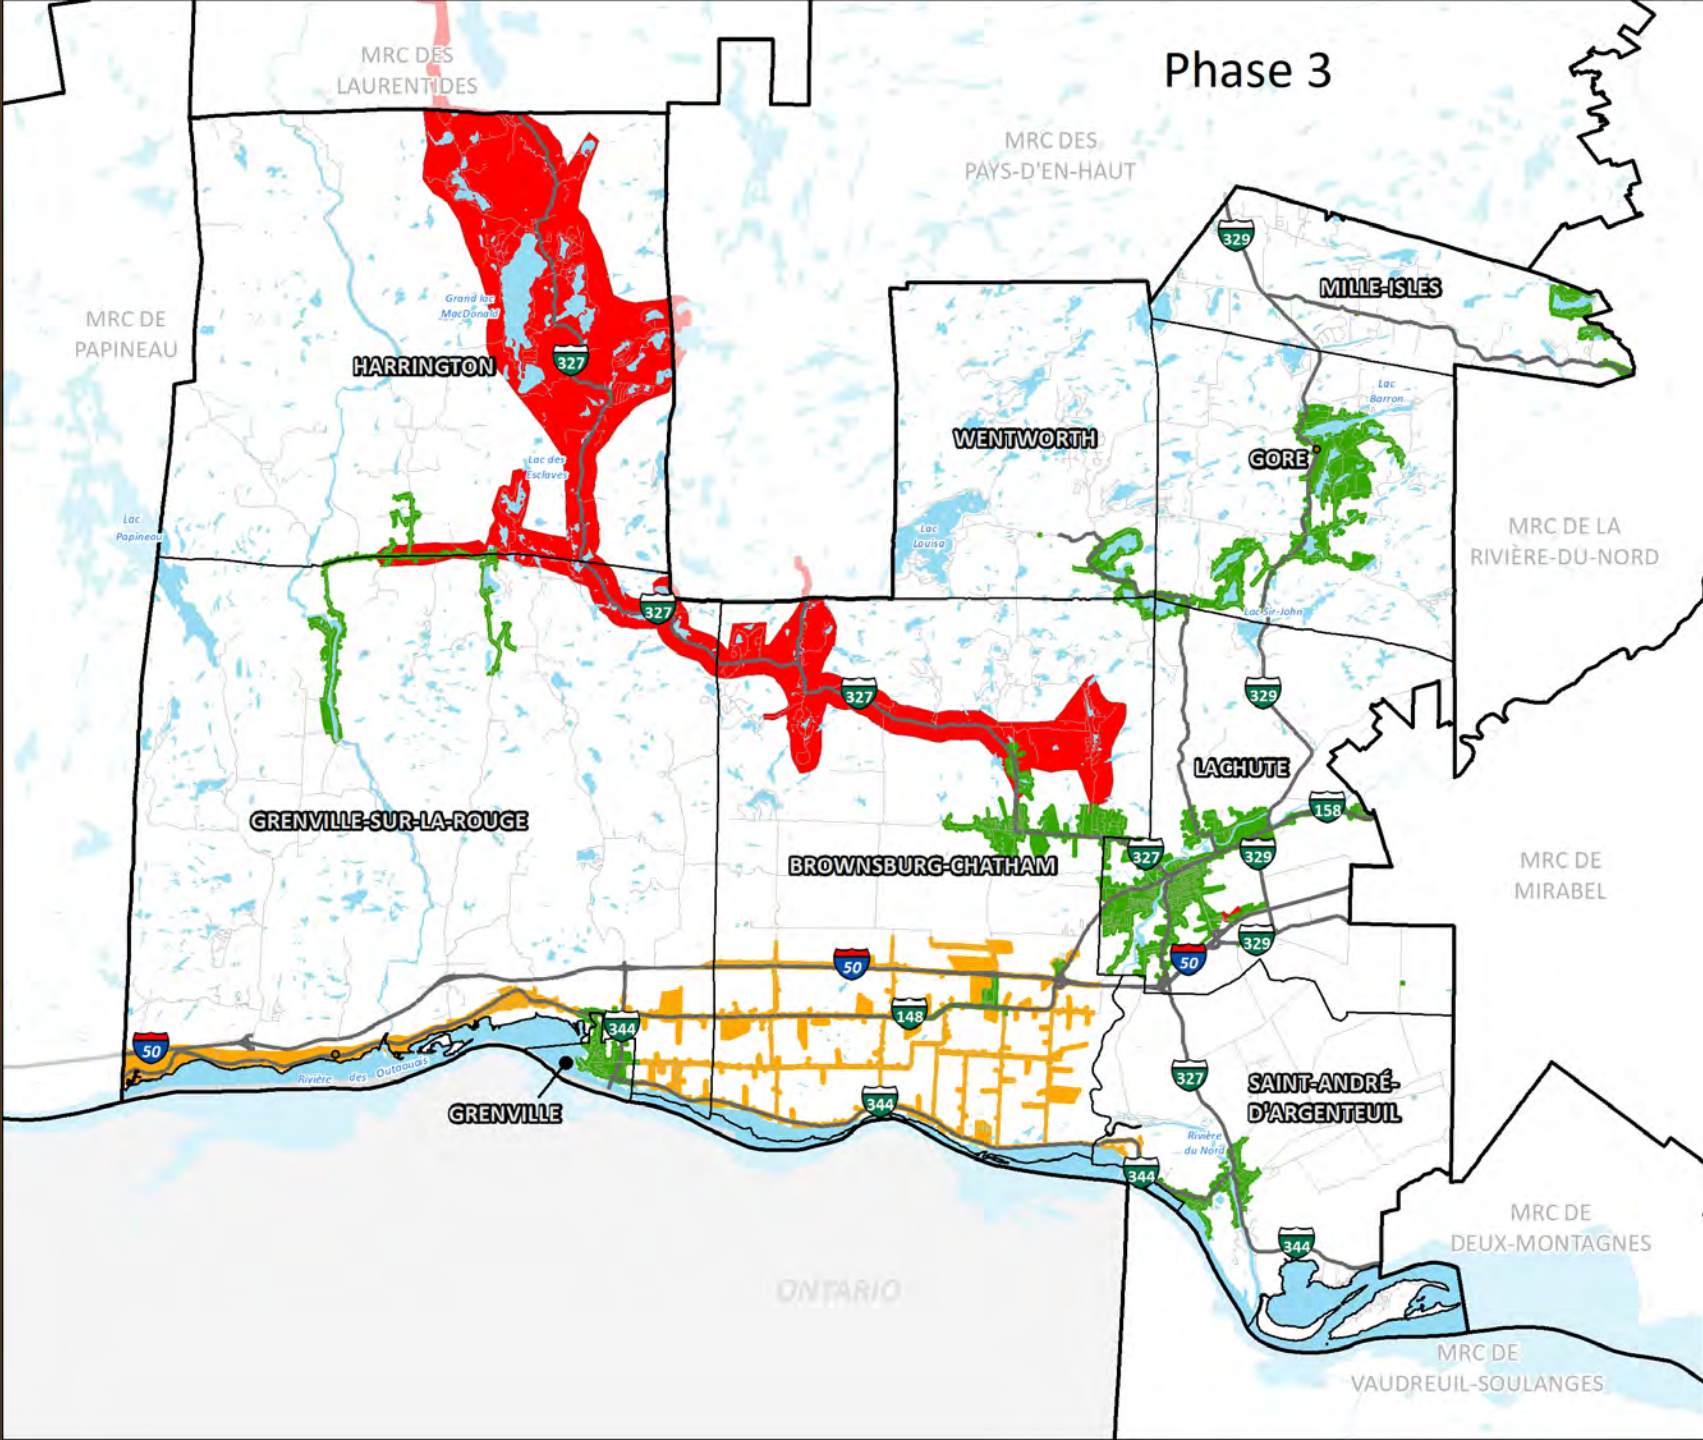 Phase 3
MRC DES
LAURENTIDES
MRC DES
PAYS-D'EN-HAUT
329
MILLE-ISLES
Grand lac
MacDonald
MRC DE
PAPINEAU
HARRINGTON
327
Lac
Barron
WENTWORTH
GORE
Lac des
Esclaves
Lac
Papineau
Lac
Louisa
MRC DE LA
RIVIÈRE-DU-NORD
327
Lac Sir-John
327
329
LACHUTE
158
GRENVILLE-SUR-LA-ROUGE
BROWNSBURG-CHATHAM
327
329
MRC DE
MIRABEL
329
50
50
148
344
50
Rivière des Outaouais
327
SAINT-ANDRÉ-
D'ARGENTEUIL
GRENVILLE
344
Rivière
du Nord
344
344
MRC DE
DEUX-MONTAGNES
ONTARIO
MRC DE
VAUDREUIL-SOULANGES